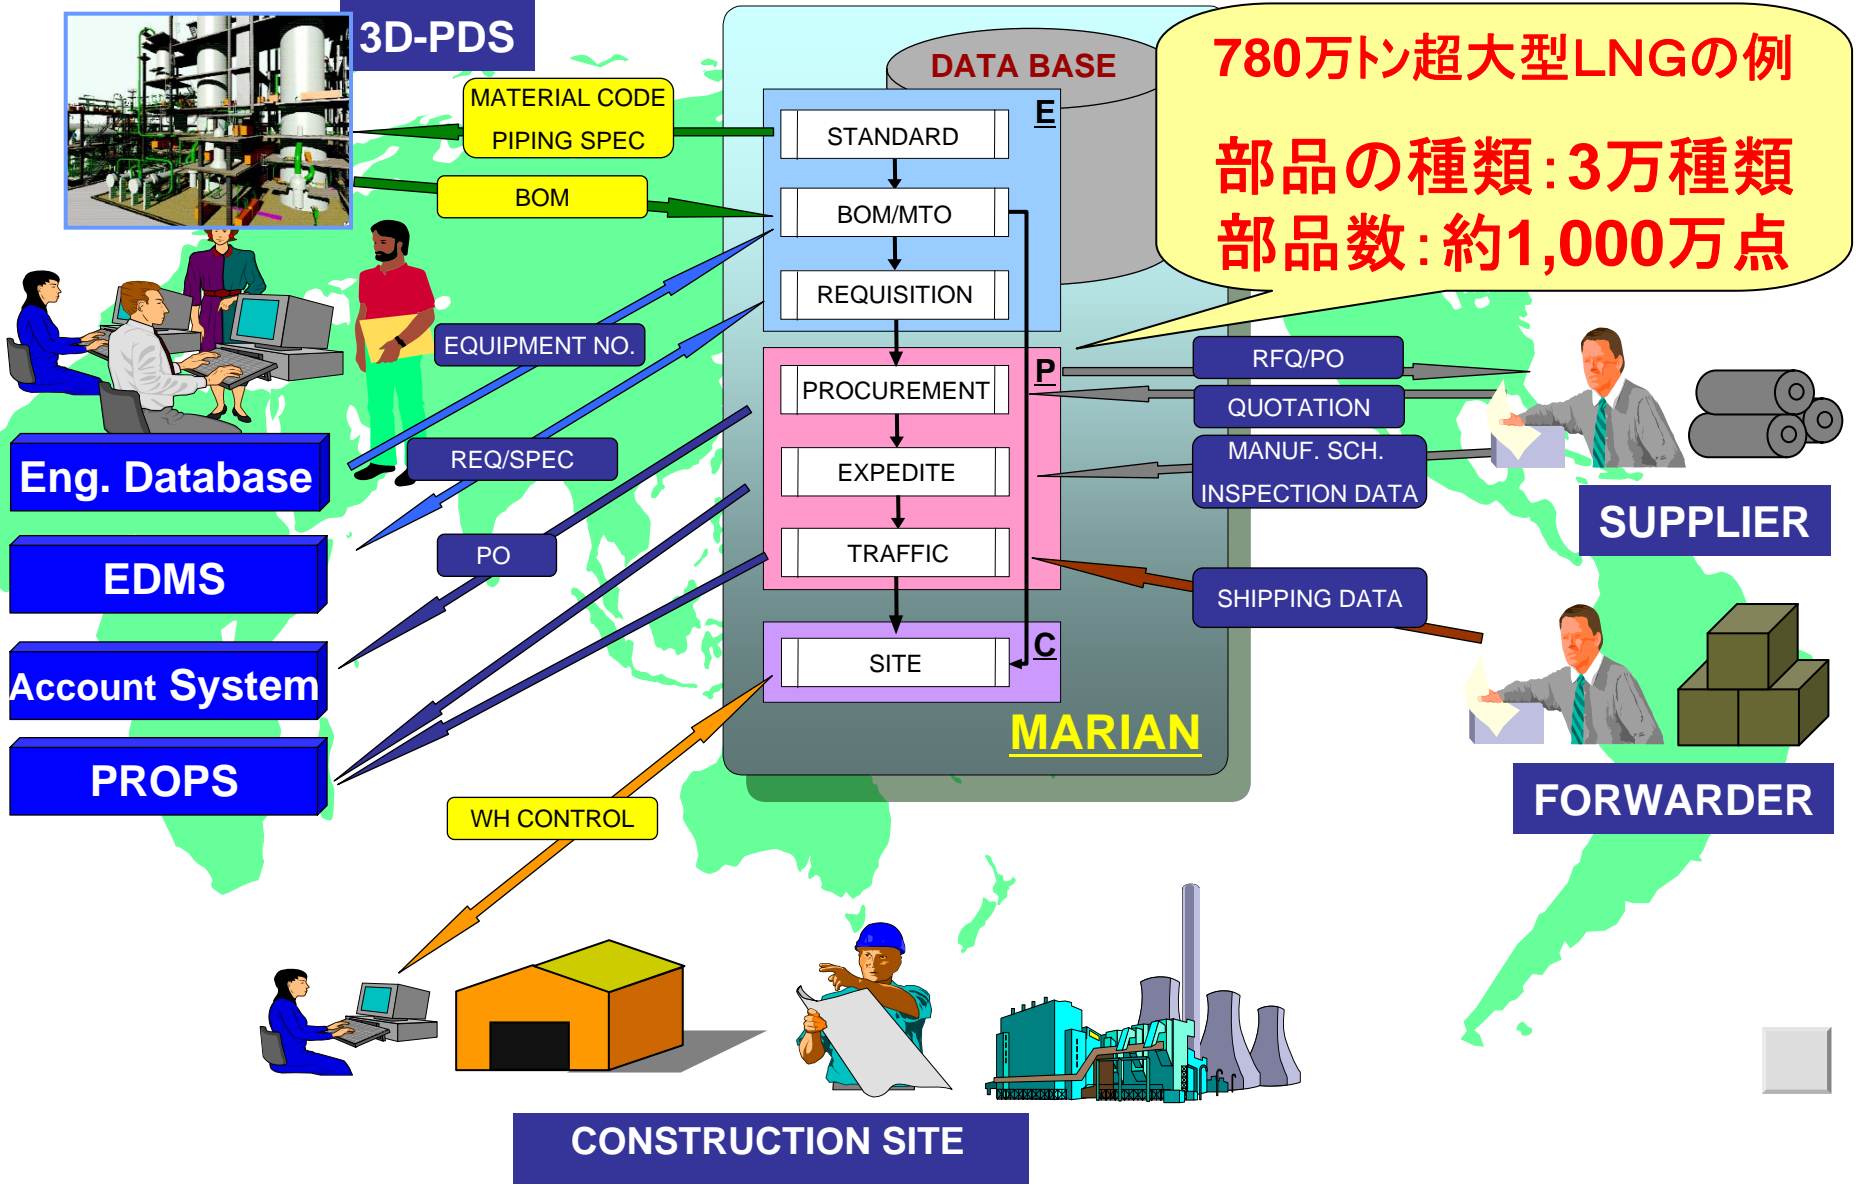 3D-PDS
DATA BASE
780万トン超大型LNGの例
部品の種類:3万種類
部品数:約1,000万点
MATERIAL CODE
PIPING SPEC
BOM
E
STANDARD
BOM/MTO
REQUISITION
EQUIPMENT NO.
REQ/SPEC
PO
P
PROCUREMENT
EXPEDITE
TRAFFIC
C
SITE
MARIAN
RFQ/PO
QUOTATION
MANUF. SCH.
INSPECTION DATA
SHIPPING DATA
SUPPLIER
FORWARDER
Eng. Database
EDMS
Account System
PROPS
WH CONTROL
CONSTRUCTION SITE